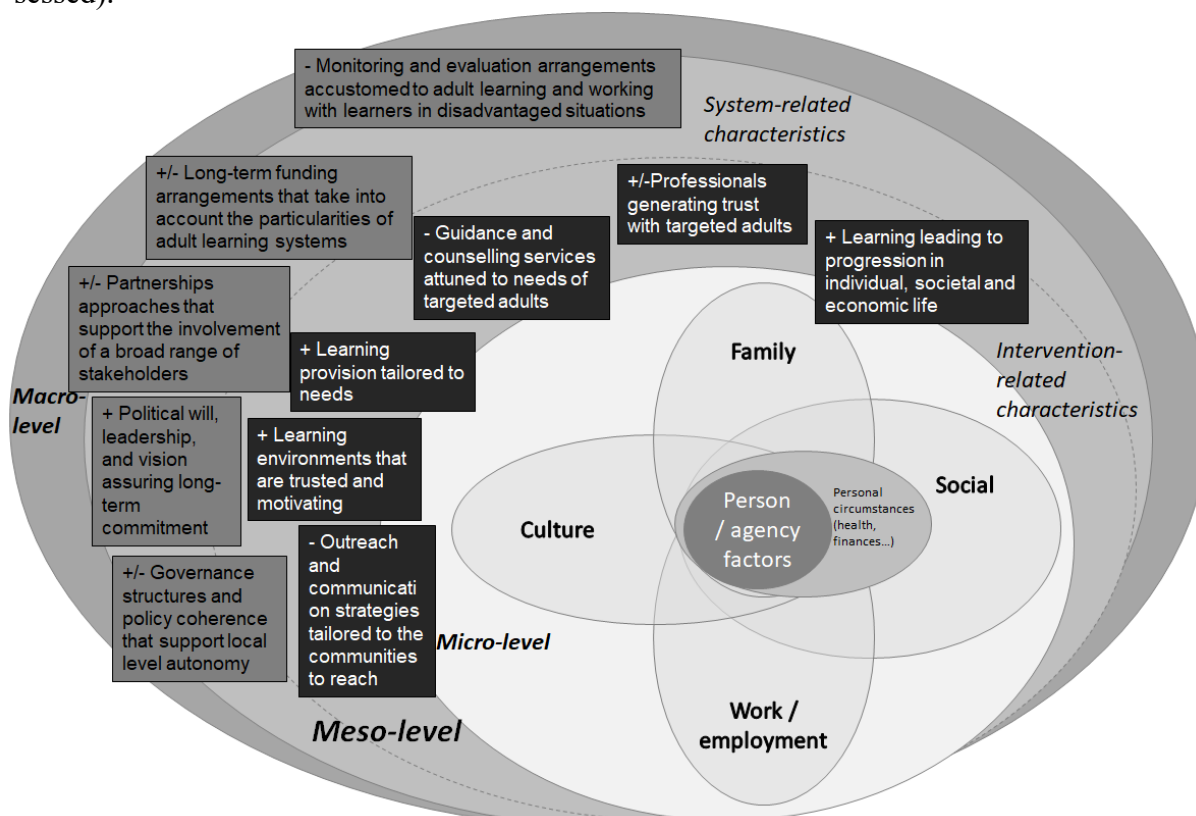 sessed).
- Monitoring and evaluation arrangements
accustomed to adult learning and working
with learners in disadvantaged situations
System-related
characteristics
+/- Long-term funding
arrangements that take into
account the particularities of
adult learning systems
+/-Professionals
generating trust
with targeted adults
- Guidance and
counselling services
attuned to needs of
targeted adults
+ Learning leading to
progression in
individual, societal and
economic life
+/- Partnerships
approaches that
support the involvement
of a broad range of
stakeholders
+ Learning
provision tailored to
needs
Family
Intervention-
related
characteristics
Macro-
level
+ Political will,
leadership,
and vision
assuring long-
term
commitment
+ Learning
environments that
are trusted and
motivating
Culture
Person
/ agency
factors
Personal
circumstances
(health,
finances...)
Social
+/- Governance
structures and
policy coherence
that support local
level autonomy
- Outreach
and
communicati
on strategies
tailored to the
communities
to reach
Micro-level
Meso-level
Work /
employment